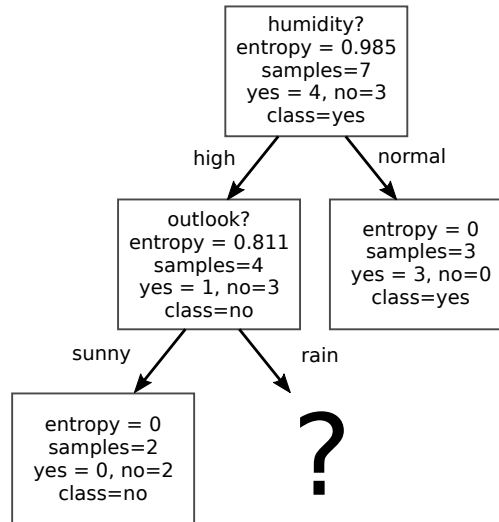 humidity?
entropy = 0.985
samples=7
yes = 4, no=3
class=yes
high
normal
outlook?
entropy = 0.811
samples=4
yes = 1, no=3
class=no
entropy = 0
samples=3
yes = 3, no=0
class=yes
sunny
rain
entropy = 0
samples=2
yes = 0, no=2
class=no
?